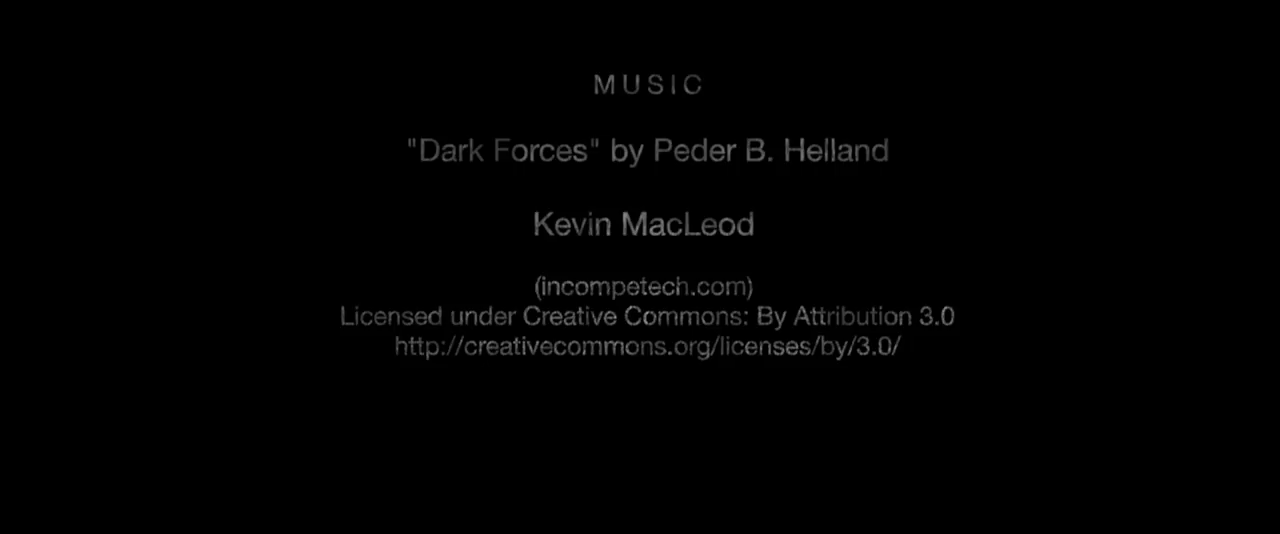 MUSIC
"Dark Forces" by Peder B. Helland
Kevin MacLeod
(incompetech.com)
Licensed under Creative Commons: By Attribution 3.0
http://creativecommons.org/licenses/by/3.0/